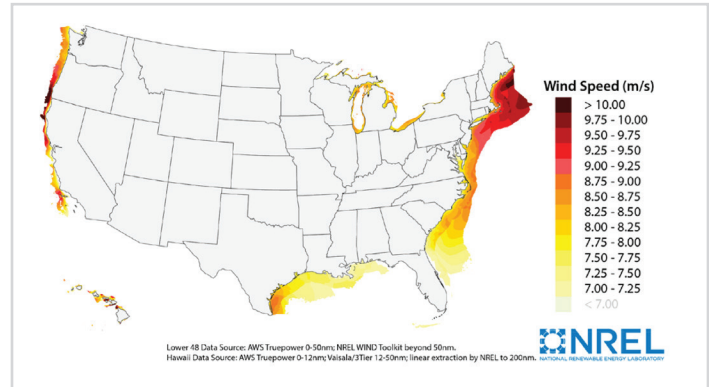 Wind Speed (m/s)
> 10.00
9.75 - 10.00
9.50 - 9.75
9.25 - 9.50
9.00 - 9.25
8.75 - 9.00
8.50 - 8.75
8.25 - 8.50
8.00 - 8.25
7.75 - 8.00
7.50 - 7.75
7.25 - 7.50
7.00 - 7.25
< 7.00
Lower 48 Data Source: AWS Truepower 0-50nm; NREL WIND Toolkit beyond 50nm.
Hawaii Data Source: AWS Truepower 0-12nm; Vaisala/3Tier 12-50nm; linear extraction by NREL to 200nm.
NREL
NATIONAL RENEWABLE ENERGY LABORATORY